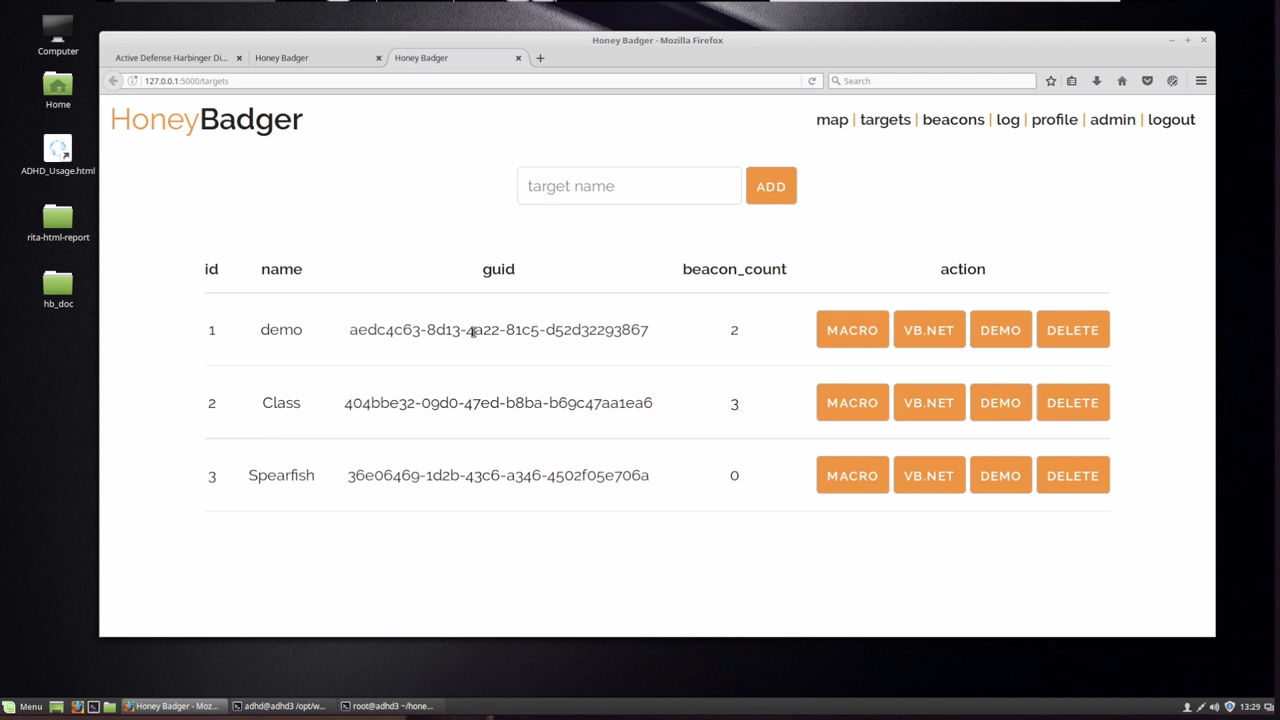 Computer
Home
ADHD_Usage.html
rita-html-report
hb_doc
Honey Badger - Mozilla Firefox
Active Defense Harbinger Di...
Honey Badger
Honey Badger
127.0.0.1:5000/targets
Search
HoneyBadger
map | targets | beacons | log | profile | admin | logout
target name
ADD
id name guid beacon_count action
1 demo aedc4c63-8d13-4a22-81c5-d52d32293867 2 MACRO VB.NET DEMO DELETE
2 Class 404bbe32-09d0-47ed-b8ba-b69c47aa1ea6 3 MACRO VB.NET DEMO DELETE
3 Spearfish 36e06469-1d2b-43c6-a346-4502f05e706a 0 MACRO VB.NET DEMO DELETE
Menu Honey Badger - Moz... adhd@adhd3 /opt/w... root@adhd3 ~/hone... 13:29